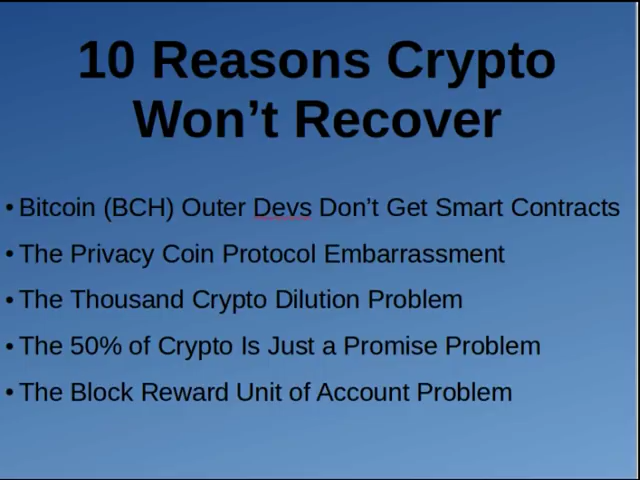 10 Reasons Crypto
Won’t Recover
• Bitcoin (BCH) Outer Devs Don’t Get Smart Contracts
• The Privacy Coin Protocol Embarrassment
• The Thousand Crypto Dilution Problem
• The 50% of Crypto Is Just a Promise Problem
• The Block Reward Unit of Account Problem